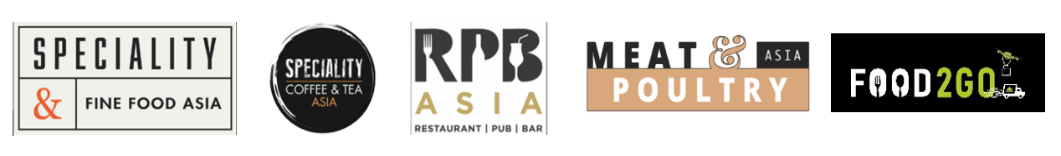 SPECIALITY
& FINE FOOD ASIA
SPECIALITY
COFFEE & TEA
ASIA
RPB
ASIA
RESTAURANT | PUB | BAR
MEAT & ASIA
POULTRY
FOOD2GO